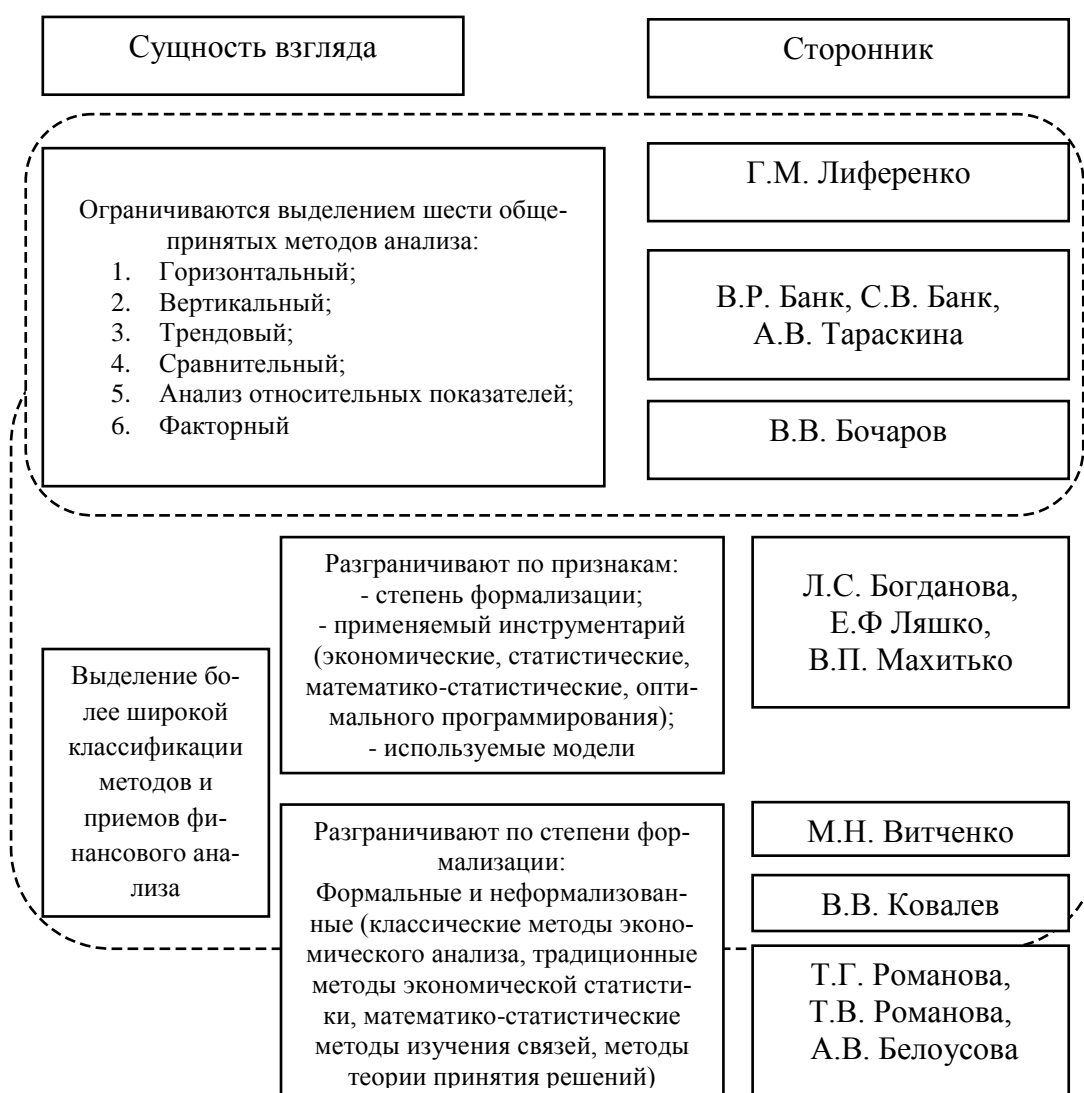 Сущность взгляда
Сторонник
Ограничиваются выделением шести обще-
принятых методов анализа:
1. Горизонтальный;
2. Вертикальный;
3. Трендовый;
4. Сравнительный;
5. Анализ относительных показателей;
6. Факторный
Г.М. Лиференко
В.Р. Банк, С.В. Банк,
А.В. Тараскина
В.В. Бочаров
Выделение бо-
лее широкой
классификации
методов и
приемов фи-
нансового ана-
лиза
Разграничивают по признакам:
- степень формализации;
- применяемый инструментарий
(экономические, статистические,
математико-статистические, опти-
мального программирования);
- используемые модели
Л.С. Богданова,
Е.Ф Ляшко,
В.П. Махитько
Разграничивают по степени фор-
мализации:
Формальные и неформализован-
ные (классические методы эконо-
мического анализа, традиционные
методы экономической статисти-
ки, математико-статистические
методы изучения связей, методы
теории принятия решений)
М.Н. Витченко
В.В. Ковалев
Т.Г. Романова,
Т.В. Романова,
А.В. Белоусова